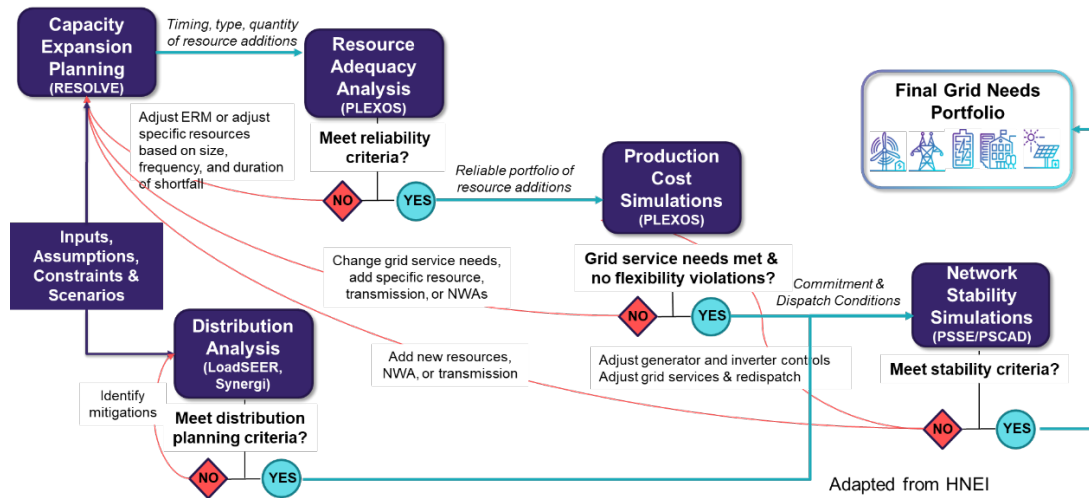 Capacity
Expansion
Planning
(RESOLVE)
Timing, type, quantity
of resource additions
Resource
Adequacy
Analysis
(PLEXOS)
Final Grid Needs
Portfolio
Adjust ERM or adjust
specific resources
based on size,
frequency, and duration
of shortfall
Meet reliability
criteria?
NO
YES
Reliable portfolio of
resource additions
Production
Cost
Simulations
(PLEXOS)
Inputs,
Assumptions,
Constraints &
Scenarios
Change grid service needs,
add specific resource,
transmission, or NWAs
Grid service needs met &
no flexibility violations?
NO
YES
Commitment &
Dispatch Conditions
Network
Stability
Simulations
(PSSE/PSCAD)
Distribution
Analysis
(LoadSEER,
Synergi)
Add new resources,
NWA, or transmission
Adjust generator and inverter controls
Adjust grid services & redispatch
Meet stability criteria?
NO
YES
Identify
mitigations
Meet distribution
planning criteria?
NO
YES
Adapted from HNEI